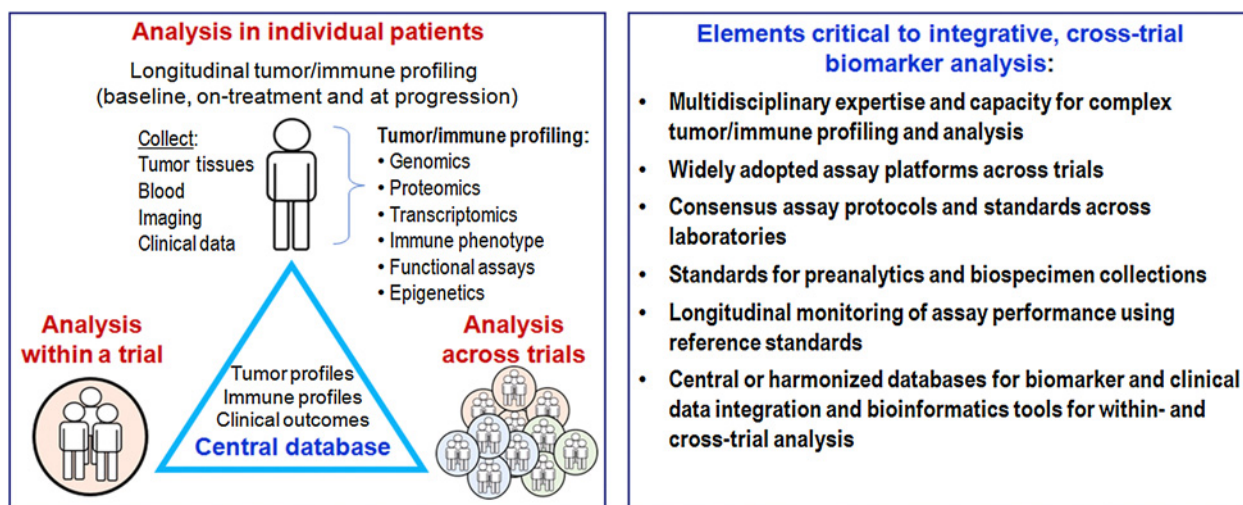 Analysis in individual patients
Longitudinal tumor/immune profiling
(baseline, on-treatment and at progression)
Collect:
Tumor tissues
Blood
Imaging
Clinical data
Tumor/immune profiling:
• Genomics
• Proteomics
• Transcriptomics
• Immune phenotype
• Functional assays
• Epigenetics
Analysis
within a trial
Tumor profiles
Immune profiles
Clinical outcomes
Central database
Analysis
across trials
Elements critical to integrative, cross-trial
biomarker analysis:
• Multidisciplinary expertise and capacity for complex
tumor/immune profiling and analysis
• Widely adopted assay platforms across trials
• Consensus assay protocols and standards across
laboratories
• Standards for preanalytics and biospecimen collections
• Longitudinal monitoring of assay performance using
reference standards
• Central or harmonized databases for biomarker and clinical
data integration and bioinformatics tools for within- and
cross-trial analysis